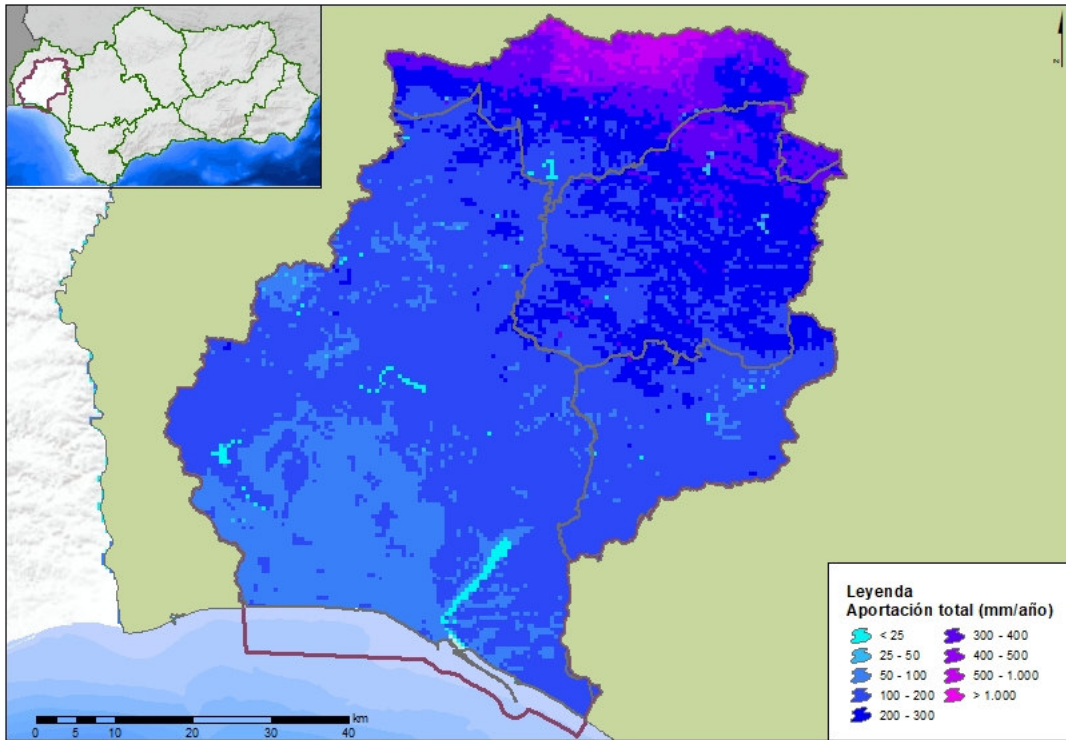 N
Leyenda
Aportación total (mm/año)
< 25
25 - 50
50 - 100
100 - 200
200 - 300
300 - 400
400 - 500
500 - 1.000
> 1.000
km
0 5 10 20 30 40